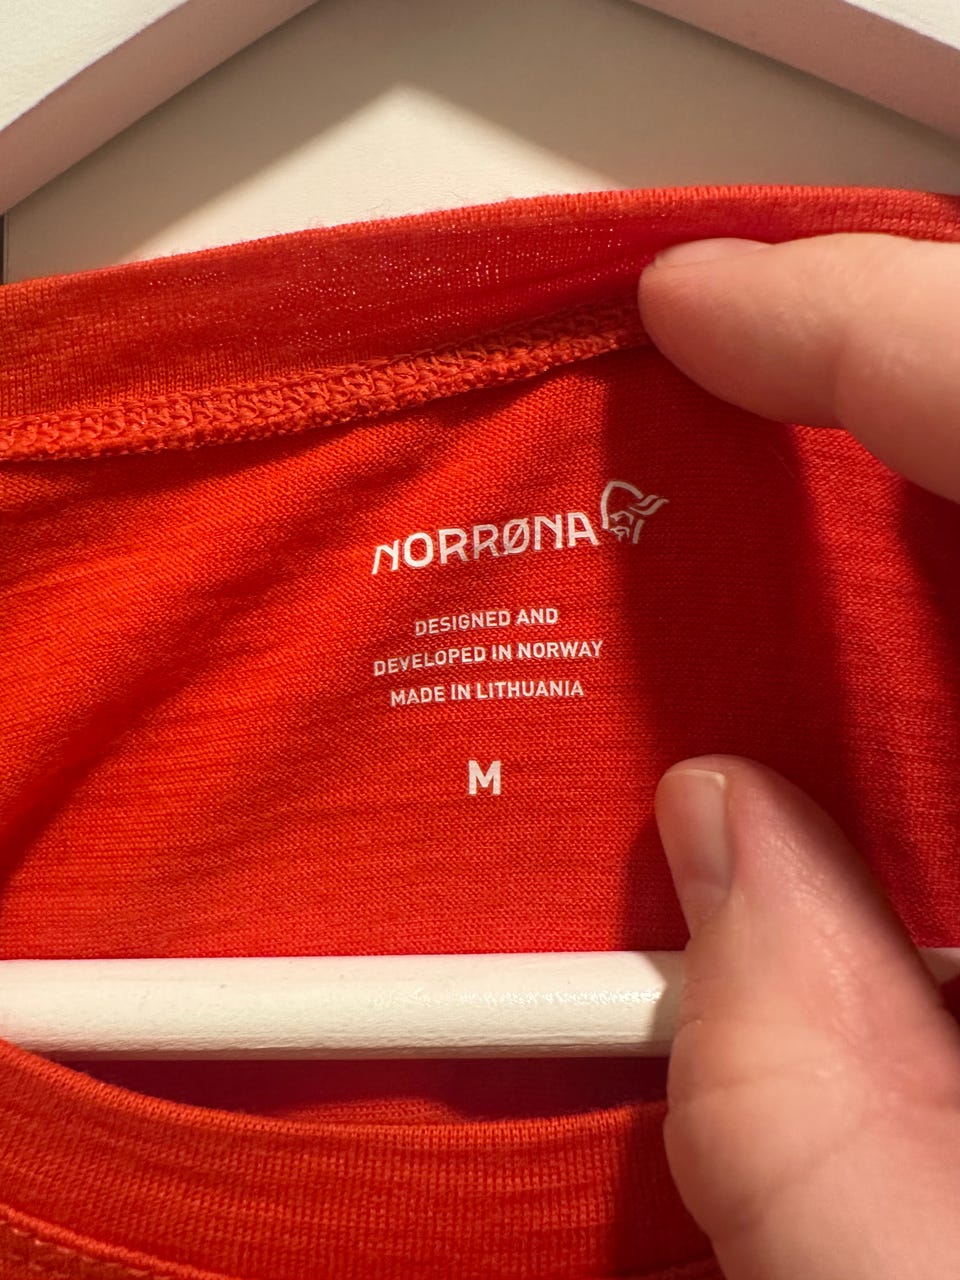 NORRØNA
DESIGNED AND
DEVELOPED IN NORWAY
MADE IN LITHUANIA
M